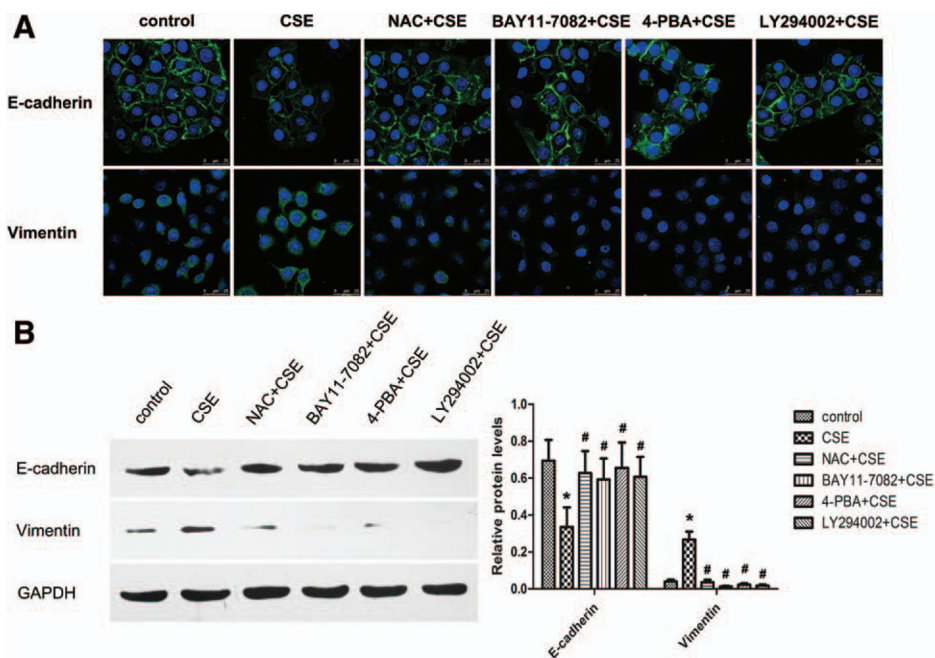 A
control CSE NAC+CSE BAY11-7082+CSE 4-PBA+CSE LY294002+CSE
E-cadherin
Vimentin
B
control CSE NAC+CSE BAY11-7082+CSE 4-PBA+CSE LY294002+CSE
E-cadherin
Vimentin
GAPDH
Relative protein levels
1.0
0.8
0.6
0.4
0.2
0.0
* # # # #
* # # # #
E-cadherin Vimentin
control
CSE
NAC+CSE
BAY11-7082+CSE
4-PBA+CSE
LY294002+CSE